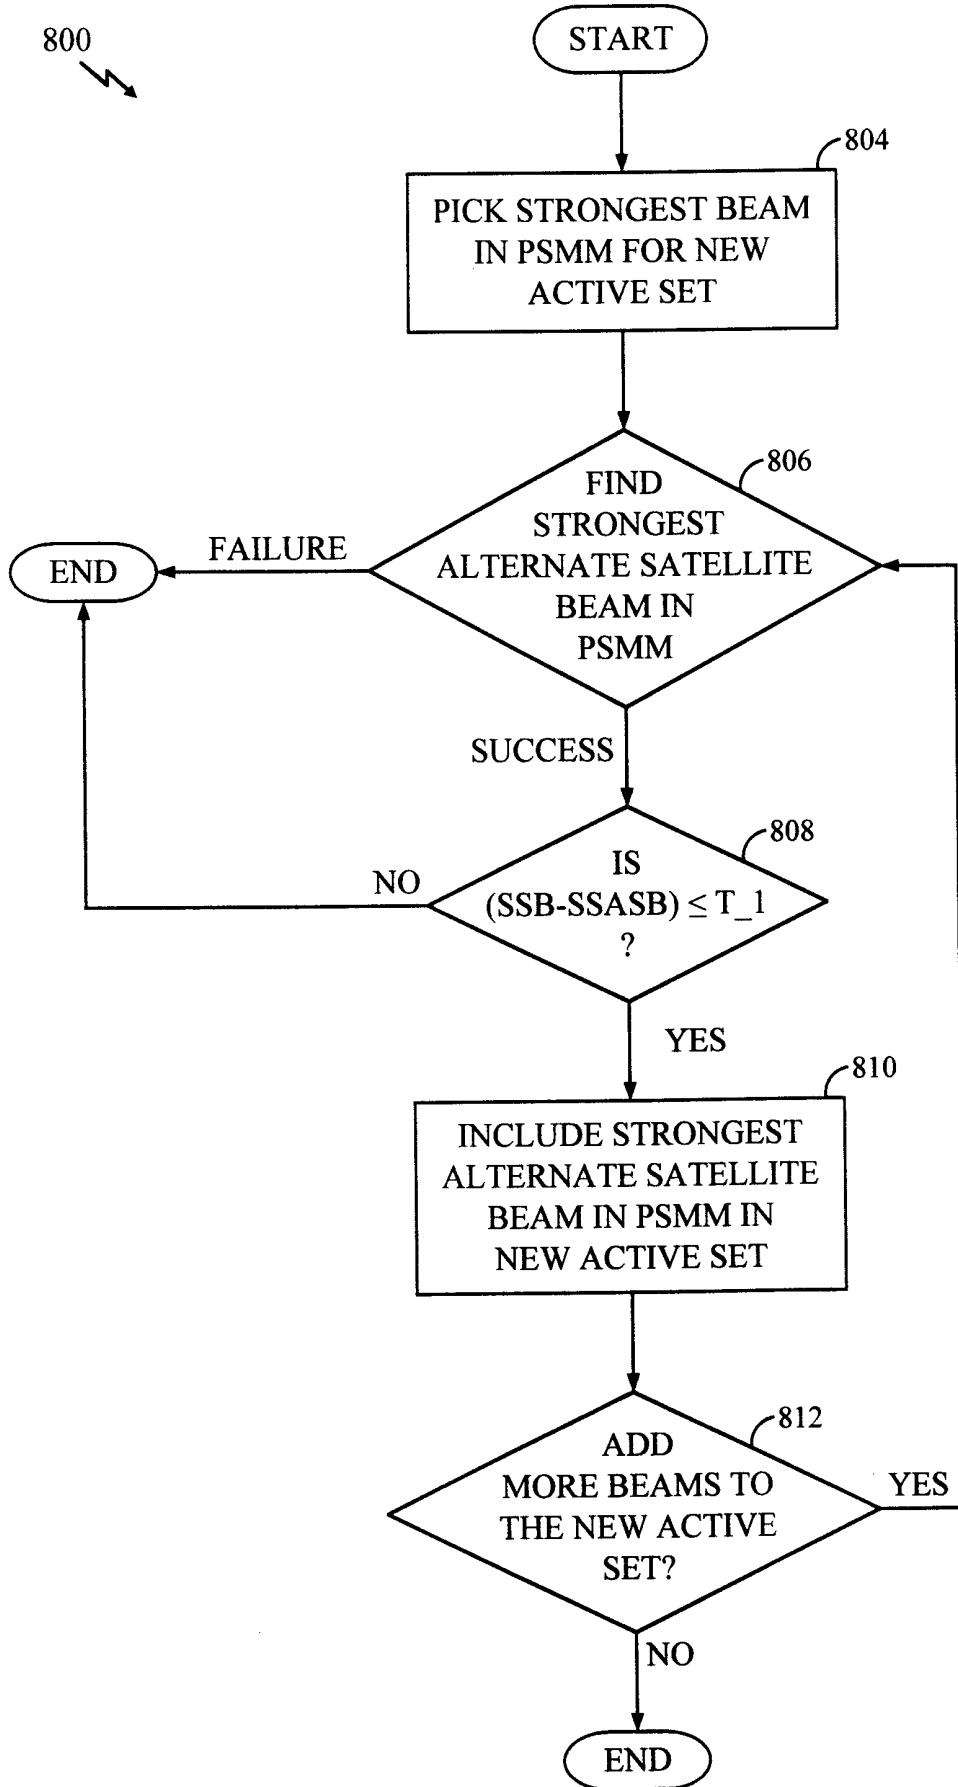 800
START
804
PICK STRONGEST BEAM
IN PSMM FOR NEW
ACTIVE SET
806
FIND
STRONGEST
ALTERNATE SATELLITE
BEAM IN
PSMM
FAILURE
END
SUCCESS
808
IS
(SSB-SSASB) ≤ T_1
?
NO
YES
810
INCLUDE STRONGEST
ALTERNATE SATELLITE
BEAM IN PSMM IN
NEW ACTIVE SET
812
ADD
MORE BEAMS TO
THE NEW ACTIVE
SET?
YES
NO
END